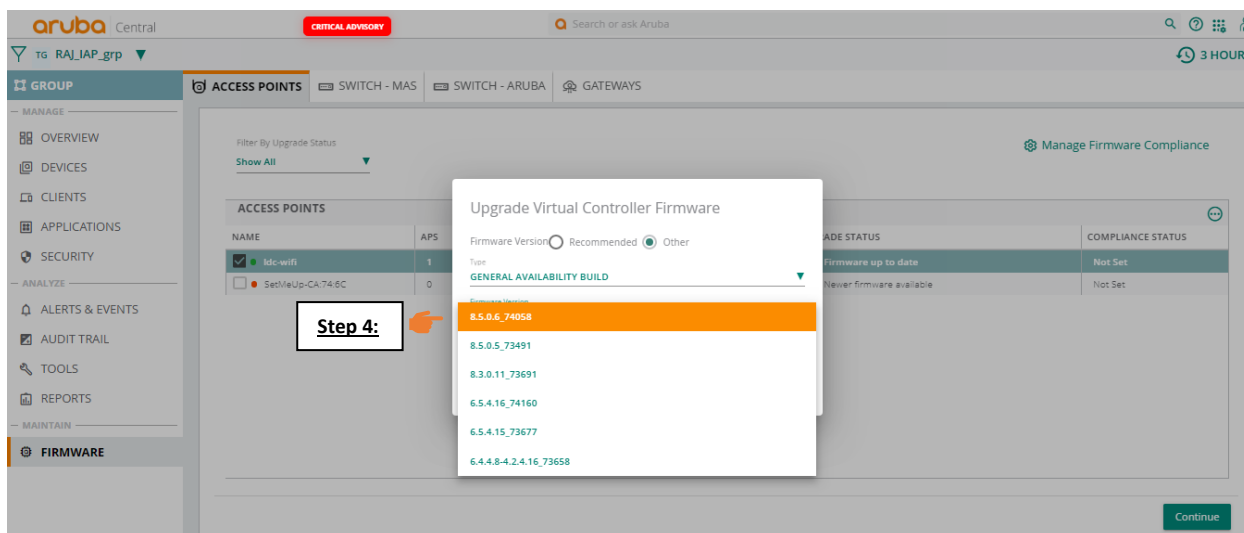 aruba Central
CRITICAL ADVISORY
Search or ask Aruba
TG RAJ_IAP_grp
3 HOUR
GROUP
ACCESS POINTS
SWITCH - MAS
SWITCH - ARUBA
GATEWAYS
MANAGE
OVERVIEW
DEVICES
CLIENTS
APPLICATIONS
SECURITY
ANALYZE
ALERTS & EVENTS
AUDIT TRAIL
TOOLS
REPORTS
MAINTAIN
FIRMWARE
Filter By Upgrade Status
Show All
Manage Firmware Compliance
ACCESS POINTS
NAME
APS
ADE STATUS
COMPLIANCE STATUS
ldc-wifi
1
Firmware up to date
Not Set
SetMeUp-CA:74:6C
0
Newer firmware available
Not Set
Step 4:
Upgrade Virtual Controller Firmware
Firmware Version Recommended Other
Type
GENERAL AVAILABILITY BUILD
Firmware Version
8.5.0.6_74058
8.5.0.5_73491
8.3.0.11_73691
6.5.4.16_74160
6.5.4.15_73677
6.4.4.8-4.2.4.16_73658
Continue